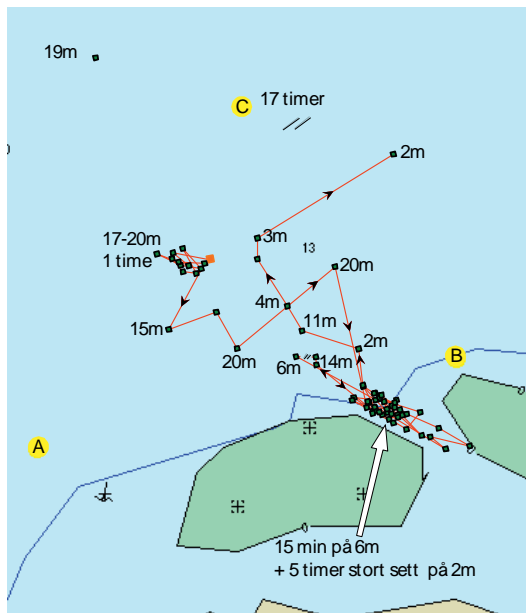 19m
C 17 timer
2m
3m
13
17-20m
1 time
20m
4m
15m
11m
20m
2m
6m
14m
B
A
15 min på 6m
+ 5 timer stort sett på 2m